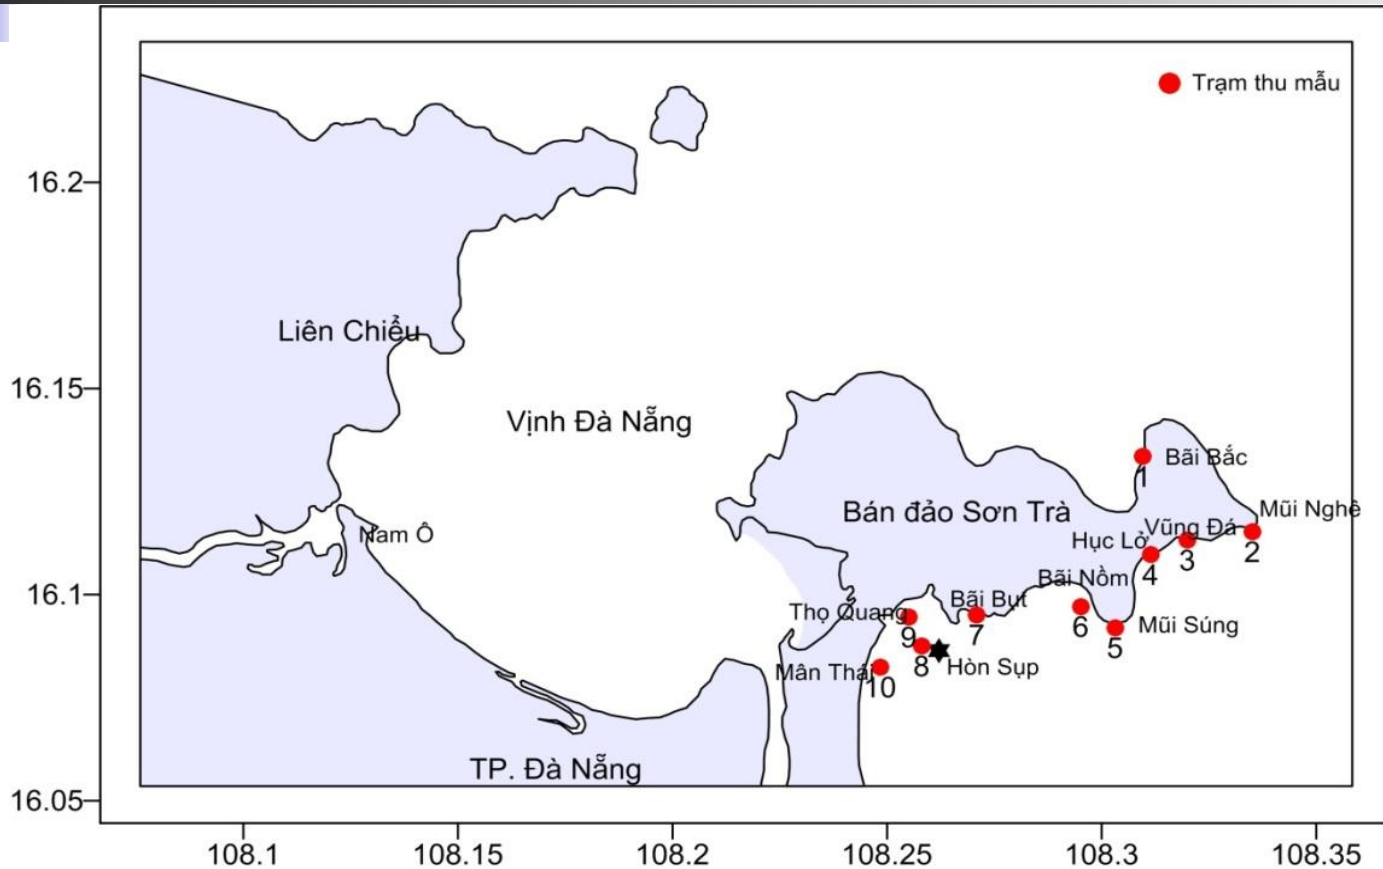 Trạm thu mẫu
16.2
Liên Chiểu
16.15
Vịnh Đà Nẵng
Bãi Bắc
1
Bán đảo Sơn Trà
Mũi Nghê
Vũng Đá
Nam Ô
Hục Lở
2
3
4
Bãi Nồm
16.1
Bãi Bụt
Thọ Quang
9
7
6
Mũi Súng
5
8
Hòn Sụp
Mân Thái
10
TP. Đà Nẵng
16.05
108.1
108.15
108.2
108.25
108.3
108.35